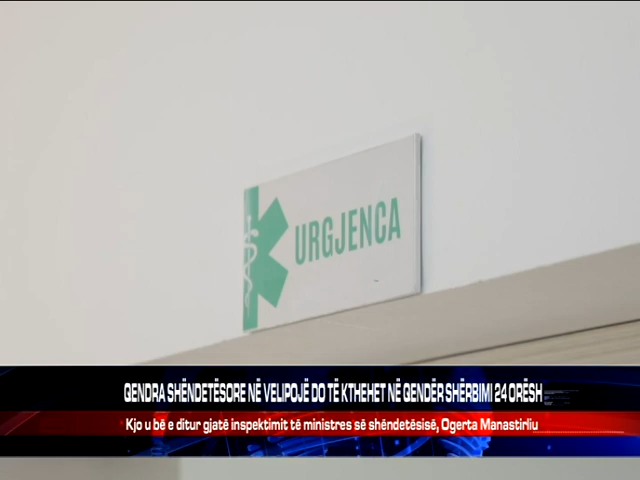 URGJENCA
QENDRA SHËNDETËSORE NË VELIPOJË DO TË KTHEHET NË QENDËR SHËRBIMI 24 ORËSH
Kjo u bë e ditur gjatë inspektimit të ministres së shëndetësisë, Ogerta Manastirliu